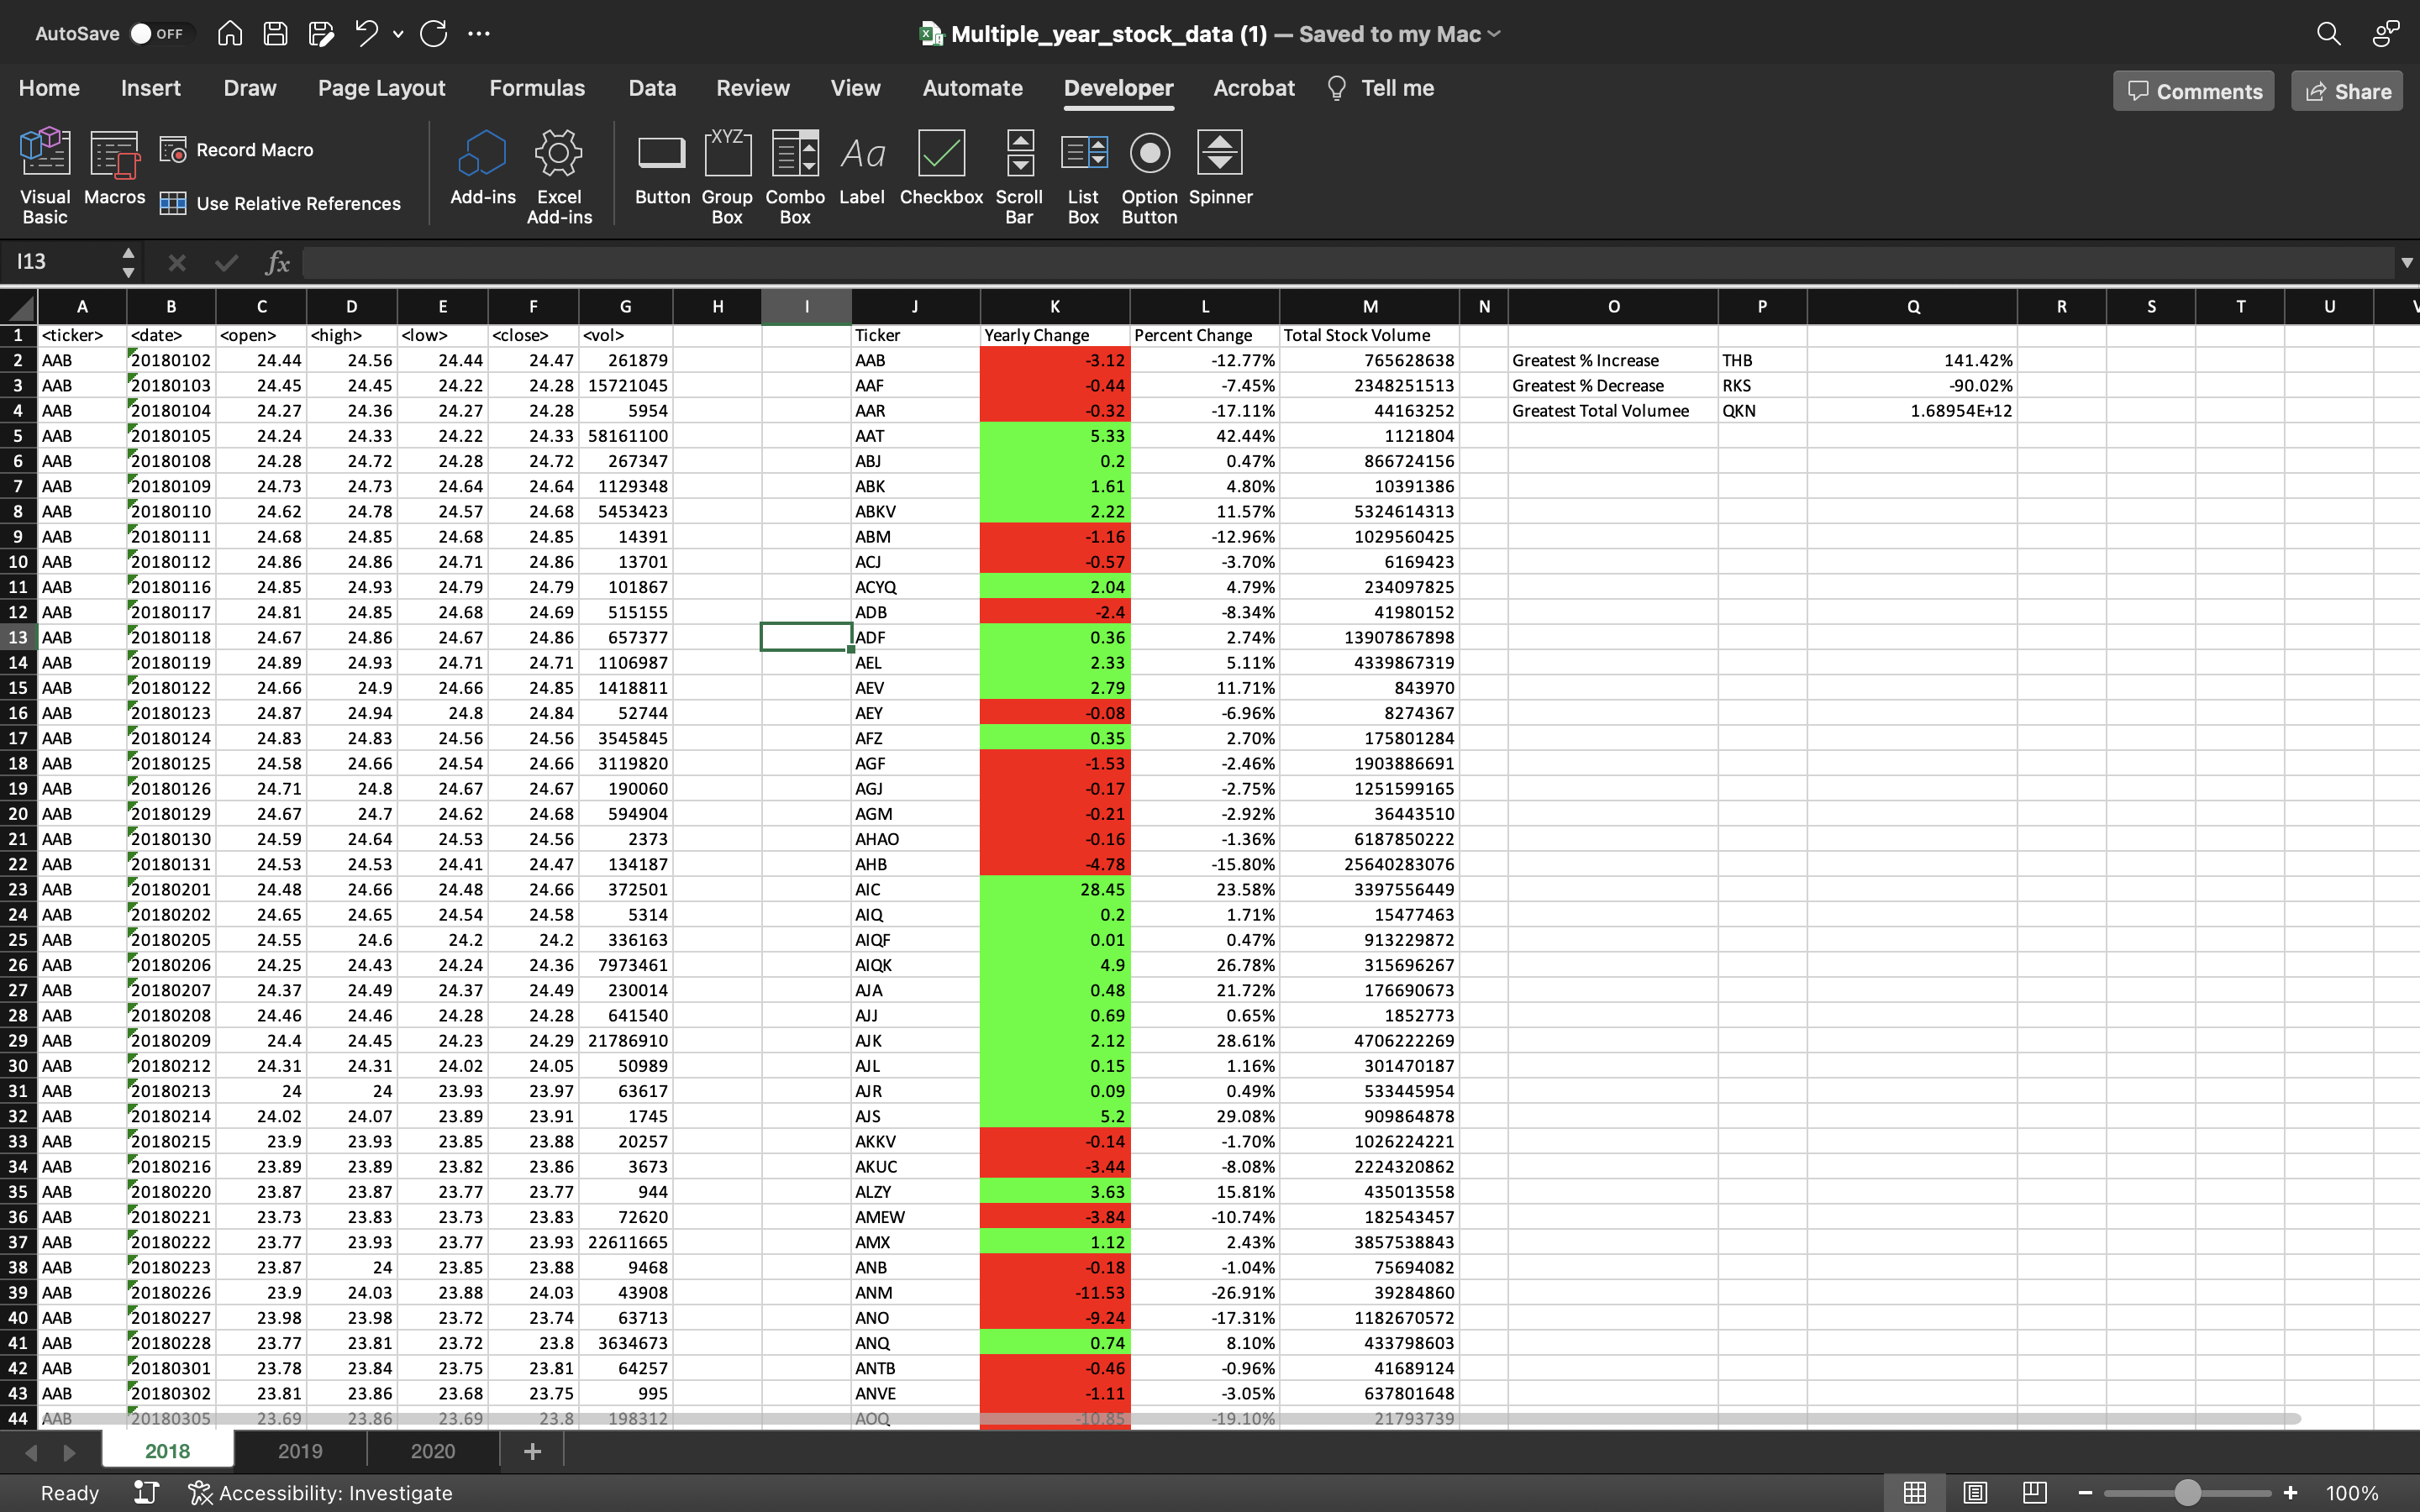 AutoSave OFF Multiple_year_stock_data (1) — Saved to my Mac
Home Insert Draw Page Layout Formulas Data Review View Automate Developer Acrobat Tell me Comments Share
Visual Basic Macros Record Macro Use Relative References Add-ins Excel Add-ins Button XYZ Group Box Combo Box Aa Label Checkbox Scroll Bar List Box Option Button Spinner
I13 fx
A B C D E F G H I J K L M N O P Q R S T U V
1 <ticker> <date> <open> <high> <low> <close> <vol> Ticker Yearly Change Percent Change Total Stock Volume
2 AAB 20180102 24.44 24.56 24.44 24.47 261879 AAB -3.12 -12.77% 765628638 Greatest % Increase THB 141.42%
3 AAB 20180103 24.45 24.45 24.22 24.28 15721045 AAF -0.44 -7.45% 2348251513 Greatest % Decrease RKS -90.02%
4 AAB 20180104 24.27 24.36 24.27 24.28 5954 AAR -0.32 -17.11% 44163252 Greatest Total Volumee QKN 1.68954E+12
5 AAB 20180105 24.24 24.33 24.22 24.33 58161100 AAT 5.33 42.44% 1121804
6 AAB 20180108 24.28 24.72 24.28 24.72 267347 ABJ 0.2 0.47% 866724156
7 AAB 20180109 24.73 24.73 24.64 24.64 1129348 ABK 1.61 4.80% 10391386
8 AAB 20180110 24.62 24.78 24.57 24.68 5453423 ABKV 2.22 11.57% 5324614313
9 AAB 20180111 24.68 24.85 24.68 24.85 14391 ABM -1.16 -12.96% 1029560425
10 AAB 20180112 24.86 24.86 24.71 24.86 13701 ACJ -0.57 -3.70% 6169423
11 AAB 20180116 24.85 24.93 24.79 24.79 101867 ACYQ 2.04 4.79% 234097825
12 AAB 20180117 24.81 24.85 24.68 24.69 515155 ADB -2.4 -8.34% 41980152
13 AAB 20180118 24.67 24.86 24.67 24.86 657377 ADF 0.36 2.74% 13907867898
14 AAB 20180119 24.89 24.93 24.71 24.71 1106987 AEL 2.33 5.11% 4339867319
15 AAB 20180122 24.66 24.9 24.66 24.85 1418811 AEV 2.79 11.71% 843970
16 AAB 20180123 24.87 24.94 24.8 24.84 52744 AEY -0.08 -6.96% 8274367
17 AAB 20180124 24.83 24.83 24.56 24.56 3545845 AFZ 0.35 2.70% 175801284
18 AAB 20180125 24.58 24.66 24.54 24.66 3119820 AGF -1.53 -2.46% 1903886691
19 AAB 20180126 24.71 24.8 24.67 24.67 190060 AGJ -0.17 -2.75% 1251599165
20 AAB 20180129 24.67 24.7 24.62 24.68 594904 AGM -0.21 -2.92% 36443510
21 AAB 20180130 24.59 24.64 24.53 24.56 2373 AHAO -0.16 -1.36% 6187850222
22 AAB 20180131 24.53 24.53 24.41 24.47 134187 AHB -4.78 -15.80% 25640283076
23 AAB 20180201 24.48 24.66 24.48 24.66 372501 AIC 28.45 23.58% 3397556449
24 AAB 20180202 24.65 24.65 24.54 24.58 5314 AIQ 0.2 1.71% 15477463
25 AAB 20180205 24.55 24.6 24.2 24.2 336163 AIQF 0.01 0.47% 913229872
26 AAB 20180206 24.25 24.43 24.24 24.36 7973461 AIQK 4.9 26.78% 315696267
27 AAB 20180207 24.37 24.49 24.37 24.49 230014 AJA 0.48 21.72% 176690673
28 AAB 20180208 24.46 24.46 24.28 24.28 641540 AJJ 0.69 0.65% 1852773
29 AAB 20180209 24.4 24.45 24.23 24.29 21786910 AJK 2.12 28.61% 4706222269
30 AAB 20180212 24.31 24.31 24.02 24.05 50989 AJL 0.15 1.16% 301470187
31 AAB 20180213 24 24 23.93 23.97 63617 AJR 0.09 0.49% 533445954
32 AAB 20180214 24.02 24.07 23.89 23.91 1745 AJS 5.2 29.08% 909864878
33 AAB 20180215 23.9 23.93 23.85 23.88 20257 AKKV -0.14 -1.70% 1026224221
34 AAB 20180216 23.89 23.89 23.82 23.86 3673 AKUC -3.44 -8.08% 2224320862
35 AAB 20180220 23.87 23.87 23.77 23.77 944 ALZY 3.63 15.81% 435013558
36 AAB 20180221 23.73 23.83 23.73 23.83 72620 AMEW -3.84 -10.74% 182543457
37 AAB 20180222 23.77 23.93 23.77 23.93 22611665 AMX 1.12 2.43% 3857538843
38 AAB 20180223 23.87 24 23.85 23.88 9468 ANB -0.18 -1.04% 75694082
39 AAB 20180226 23.9 24.03 23.88 24.03 43908 ANM -11.53 -26.91% 39284860
40 AAB 20180227 23.98 23.98 23.72 23.74 63713 ANO -9.24 -17.31% 1182670572
41 AAB 20180228 23.77 23.81 23.72 23.8 3634673 ANQ 0.74 8.10% 433798603
42 AAB 20180301 23.78 23.84 23.75 23.81 64257 ANTB -0.46 -0.96% 41689124
43 AAB 20180302 23.81 23.86 23.68 23.75 995 ANVE -1.11 -3.05% 637801648
44 AAB 20180305 23.69 23.86 23.69 23.8 198312 AOQ -10.85 -19.10% 21793739
2018 2019 2020 +
Ready Accessibility: Investigate 100%